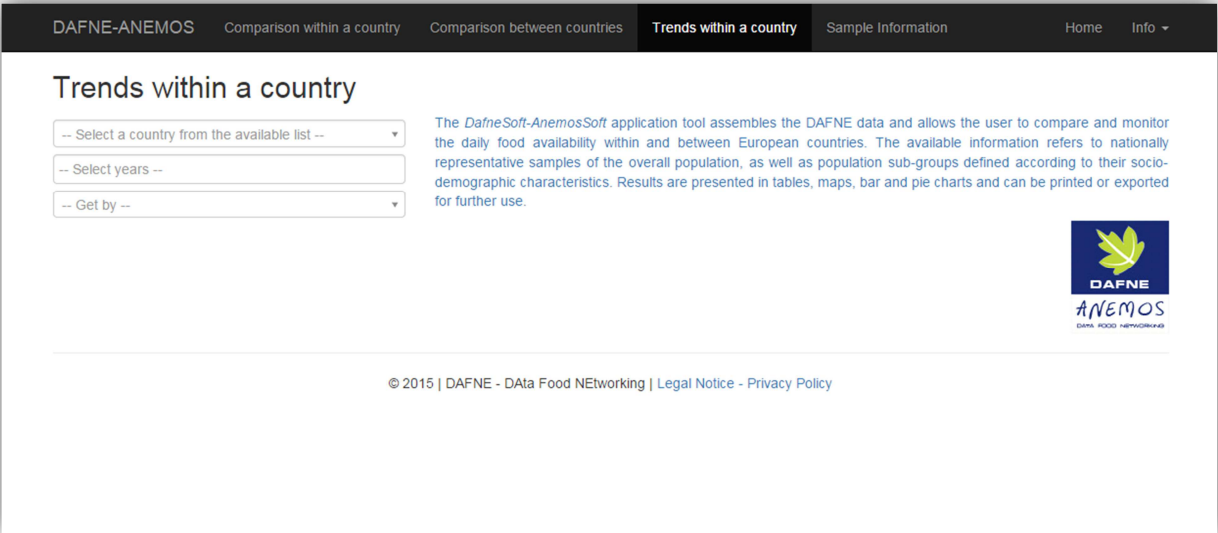 DAFNE-ANEMOS Comparison within a country Comparison between countries Trends within a country Sample Information Home Info
Trends within a country
-- Select a country from the available list --
-- Select years --
-- Get by --
The DafneSoft-AnemosSoft application tool assembles the DAFNE data and allows the user to compare and monitor
the daily food availability within and between European countries. The available information refers to nationally
representative samples of the overall population, as well as population sub-groups defined according to their socio-
demographic characteristics. Results are presented in tables, maps, bar and pie charts and can be printed or exported
for further use.
DAFNE
ANEMOS
DATA FOOD NETWORKING
© 2015 | DAFNE - DAta Food NEtworking | Legal Notice - Privacy Policy